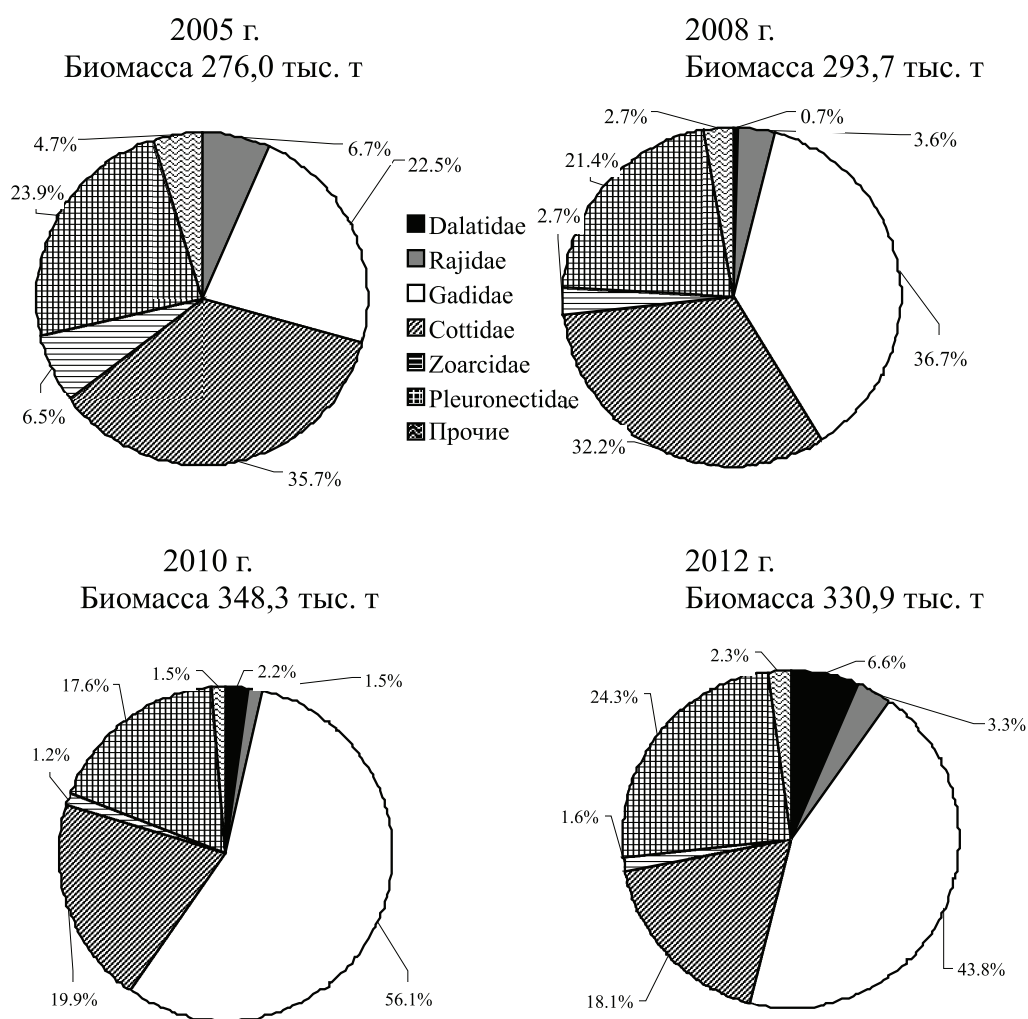 2005 г.
Биомасса 276,0 тыс. т
4.7%
6.7%
22.5%
23.9%
6.5%
35.7%
2008 г.
Биомасса 293,7 тыс. т
2.7%
0.7%
3.6%
21.4%
2.7%
36.7%
32.2%
Dalatidae
Rajidae
Gadidae
Cottidae
Zoarcidae
Pleuronectidae
Прочие
2010 г.
Биомасса 348,3 тыс. т
1.5%
2.2%
1.5%
17.6%
1.2%
19.9%
56.1%
2012 г.
Биомасса 330,9 тыс. т
2.3%
6.6%
24.3%
3.3%
1.6%
43.8%
18.1%